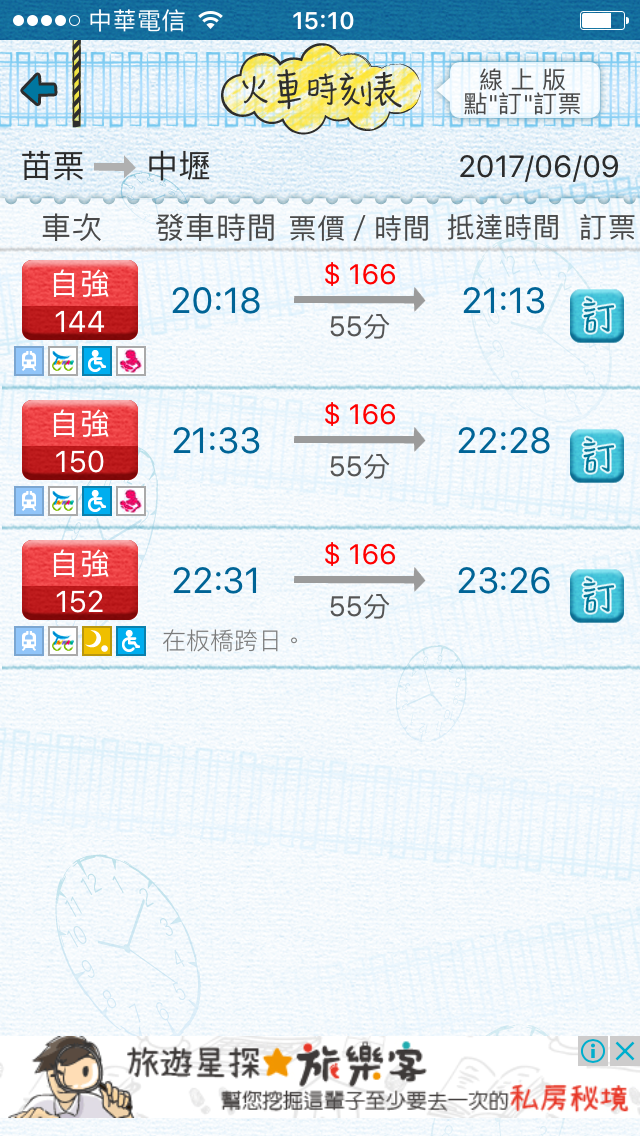 中華電信 15:10
火車時刻表
線上版
點"訂"訂票
苗栗 中壢 2017/06/09
車次 發車時間 票價 / 時間 抵達時間 訂票
自強 144 20:18 $ 166 55分 21:13 訂
自強 150 21:33 $ 166 55分 22:28 訂
自強 152 22:31 $ 166 55分 23:26 訂
在板橋跨日。
旅遊星探 旅樂客
幫您挖掘這輩子至少要去一次的私房秘境